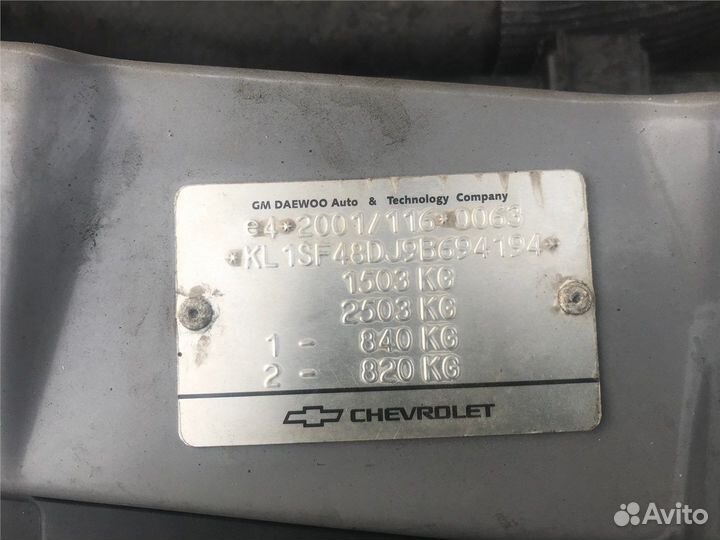 GM DAEWOO Auto & Technology Company
e4*2001/116*0063
*KL1SF48DJ9B694194*
1503 KG
2503 KG
1 - 840 KG
2 - 820 KG
CHEVROLET
Avito